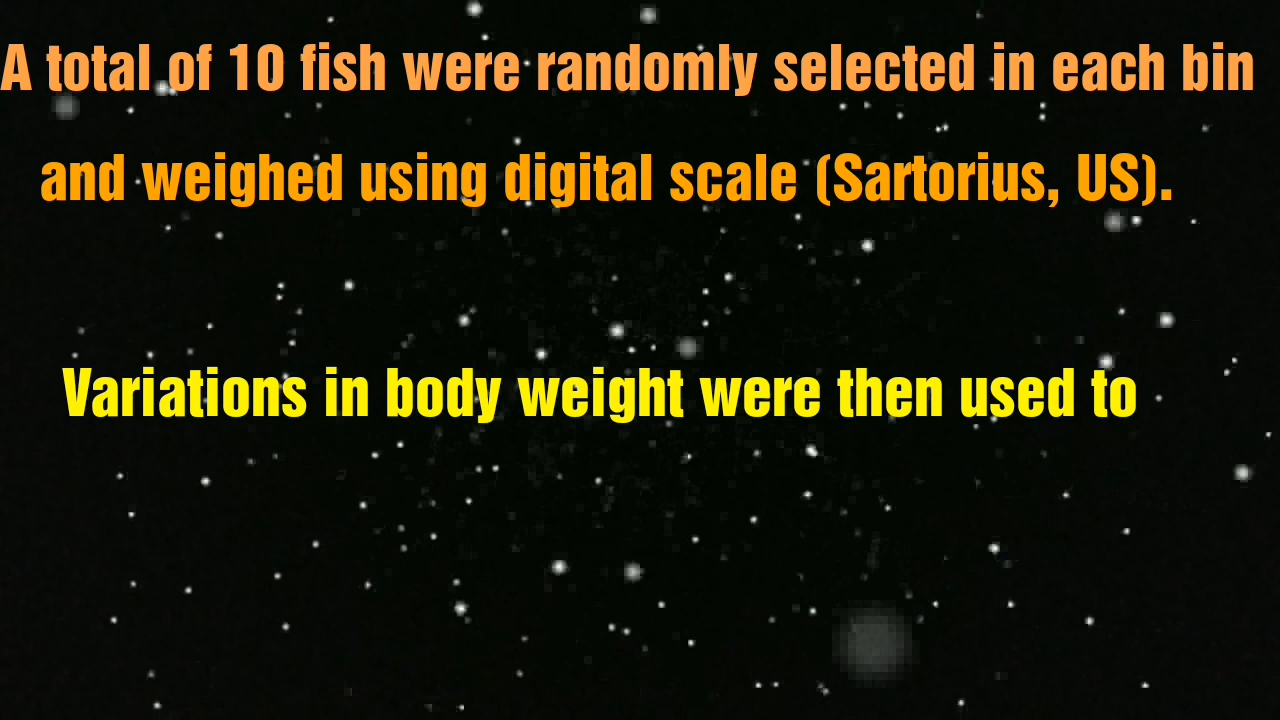 A total of 10 fish were randomly selected in each bin
and weighed using digital scale (Sartorius, US).
Variations in body weight were then used to